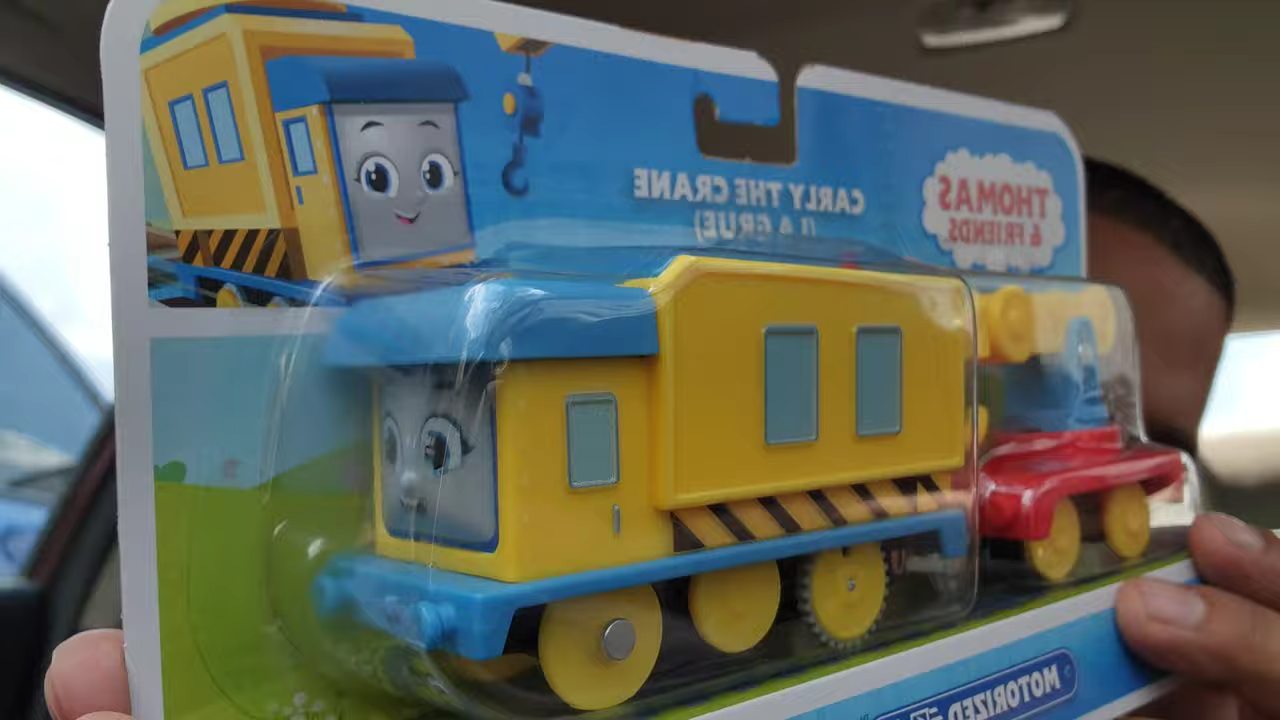 CARLY THE CRANE
(LA GRUE)
THOMAS
& FRIENDS
MOTORIZED